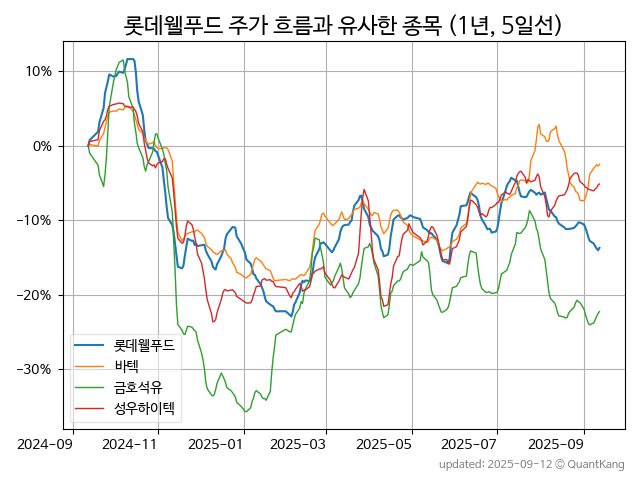 롯데웰푸드 주가 흐름과 유사한 종목 (1년, 5일선)
10%
0%
−10%
−20%
−30%
롯데웰푸드
바텍
금호석유
성우하이텍
2024-09
2024-11
2025-01
2025-03
2025-05
2025-07
2025-09
updated: 2025-09-12 © QuantKang